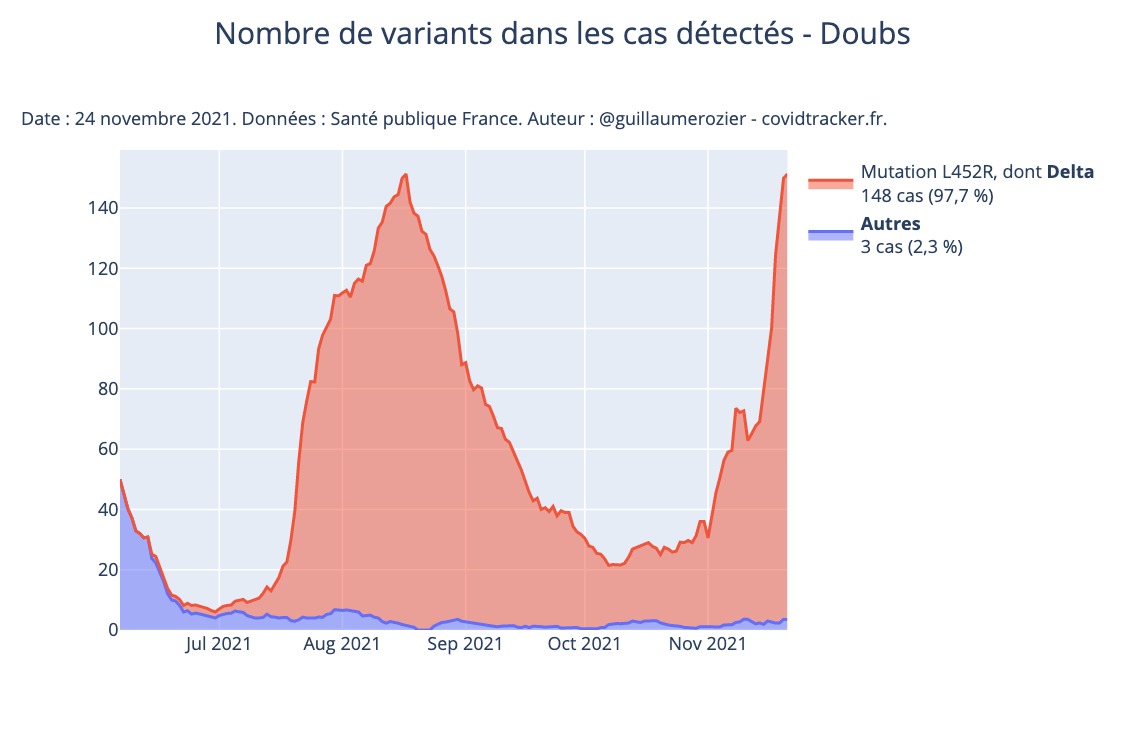 Nombre de variants dans les cas détectés - Doubs
Date : 24 novembre 2021. Données : Santé publique France. Auteur : @guillaumerozier - covidtracker.fr.
Mutation L452R, dont Delta
148 cas (97,7 %)
Autres
3 cas (2,3 %)
140
120
100
80
60
40
20
0
Jul 2021 Aug 2021 Sep 2021 Oct 2021 Nov 2021